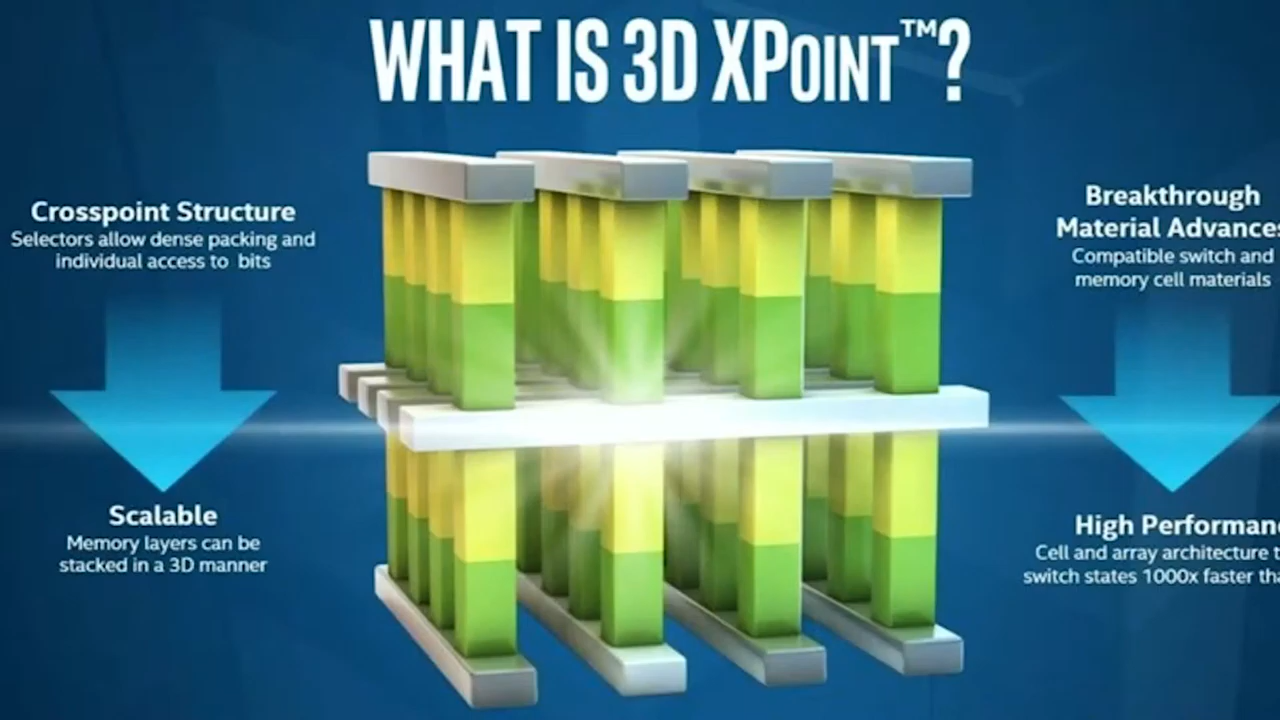 WHAT IS 3D XPOINT™?
Crosspoint Structure
Selectors allow dense packing and
individual access to bits
Scalable
Memory layers can be
stacked in a 3D manner
Breakthrough
Material Advances
Compatible switch and
memory cell materials
High Performan
Cell and array architecture t
switch states 1000x faster tha